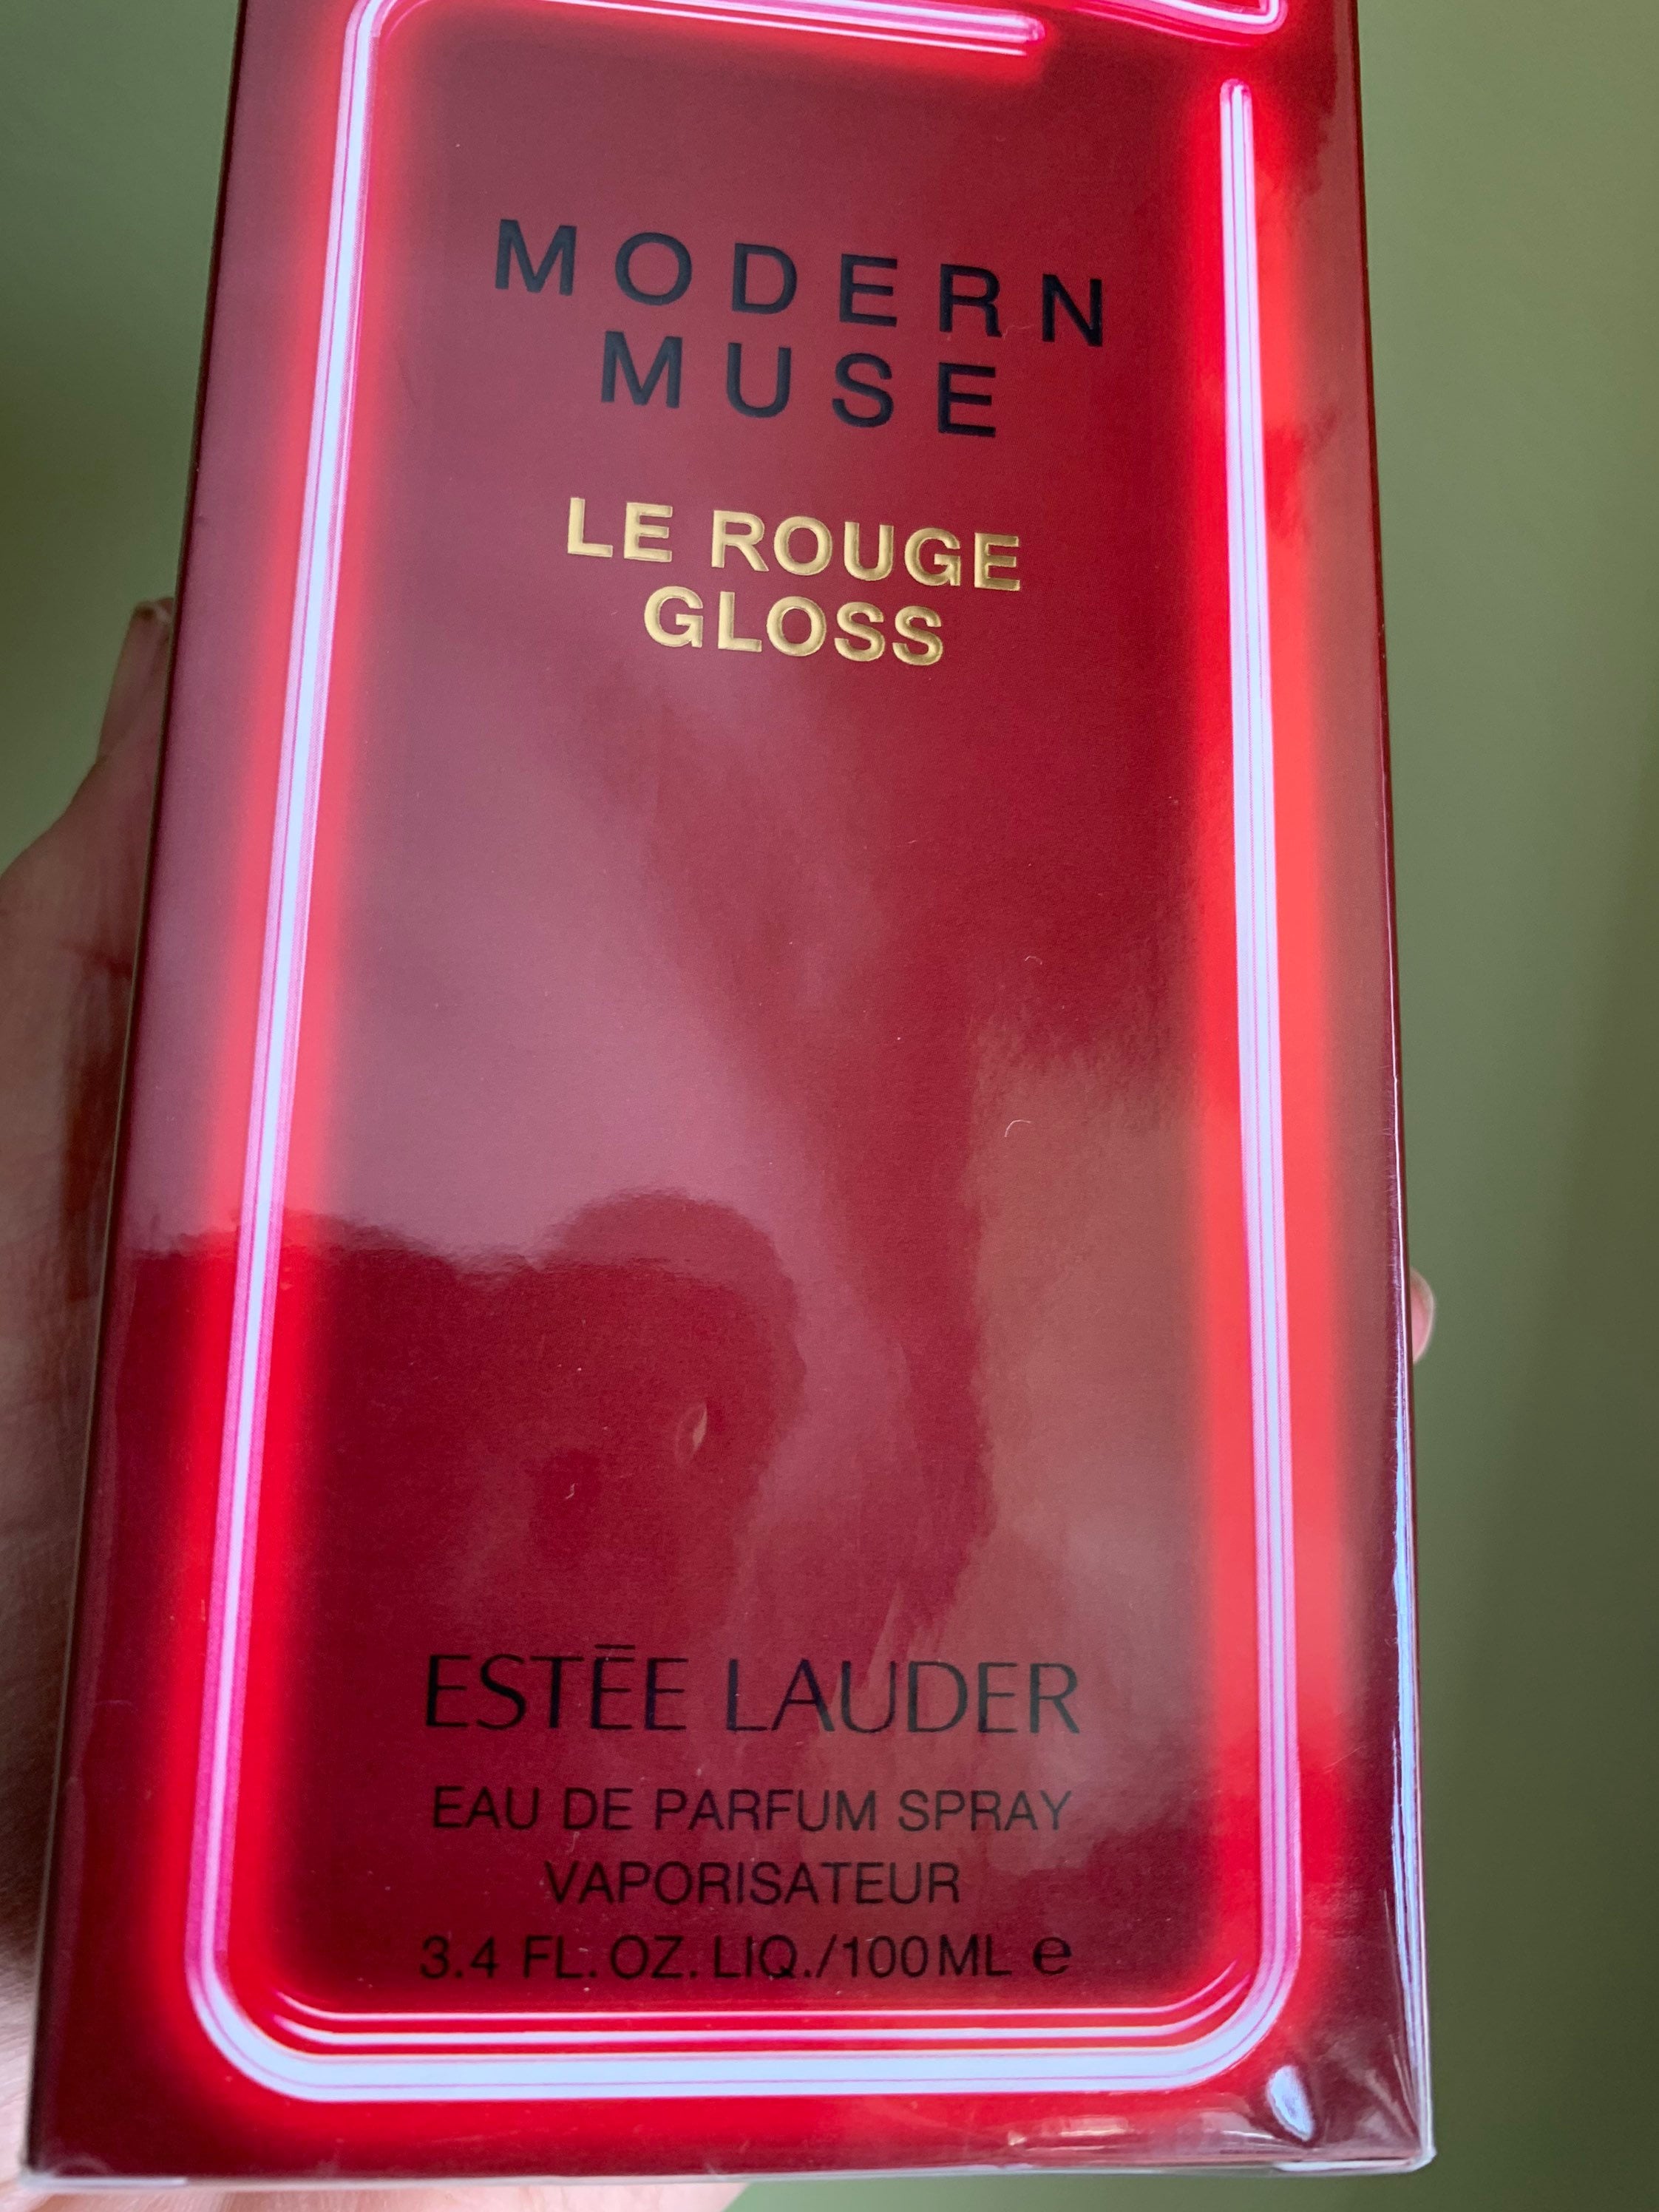 MODERN
MUSE
LE ROUGE
GLOSS
ESTĒE LAUDER
EAU DE PARFUM SPRAY
VAPORISATEUR
3.4 FL. OZ. LIQ./100ML ℮